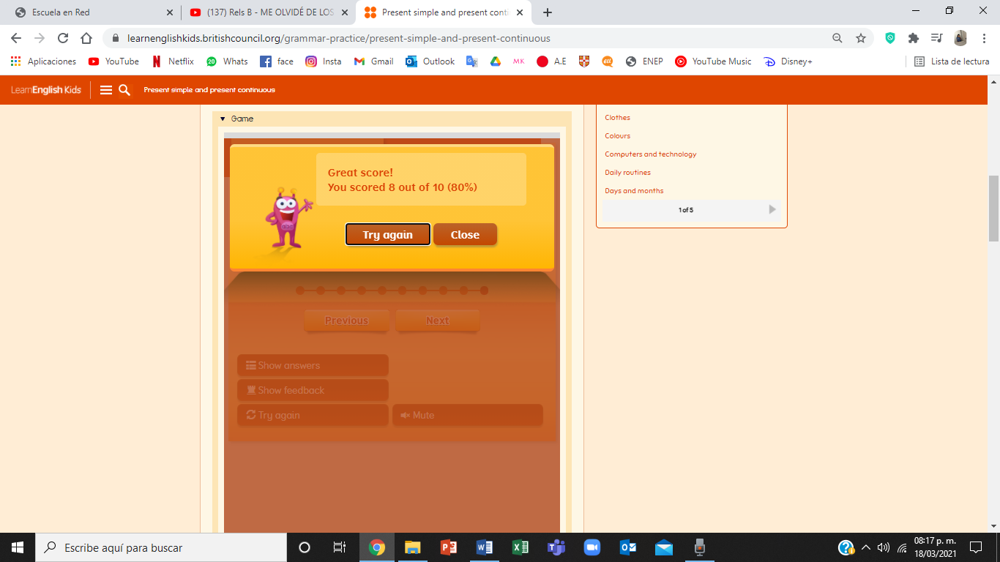 Escuela en Red
(137) Rels B - ME OLVIDÉ DE LOS
Present simple and present conti
learnenglishkids.britishcouncil.org/grammar-practice/present-simple-and-present-continuous
Aplicaciones
YouTube
Netflix
20
Whats
face
Insta
Gmail
Outlook
MK
A.E
ENEP
YouTube Music
Disney+
Lista de lectura
LearnEnglish Kids
Present simple and present continuous
Game
Great score!
You scored 8 out of 10 (80%)
Try again
Close
Previous
Next
Show answers
Show feedback
Try again
Mute
Clothes
Colours
Computers and technology
Daily routines
Days and months
1 of 5
Escribe aquí para buscar
08:17 p. m.
18/03/2021